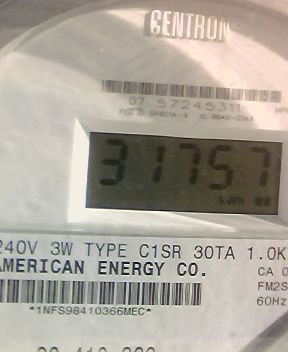 CENTRON
07 57245311
31757
kWh
240V 3W TYPE C1SR 30TA 1.0K
AMERICAN ENERGY CO.
CA 0
FM2S
60Hz
*1NFS98410366MEC*